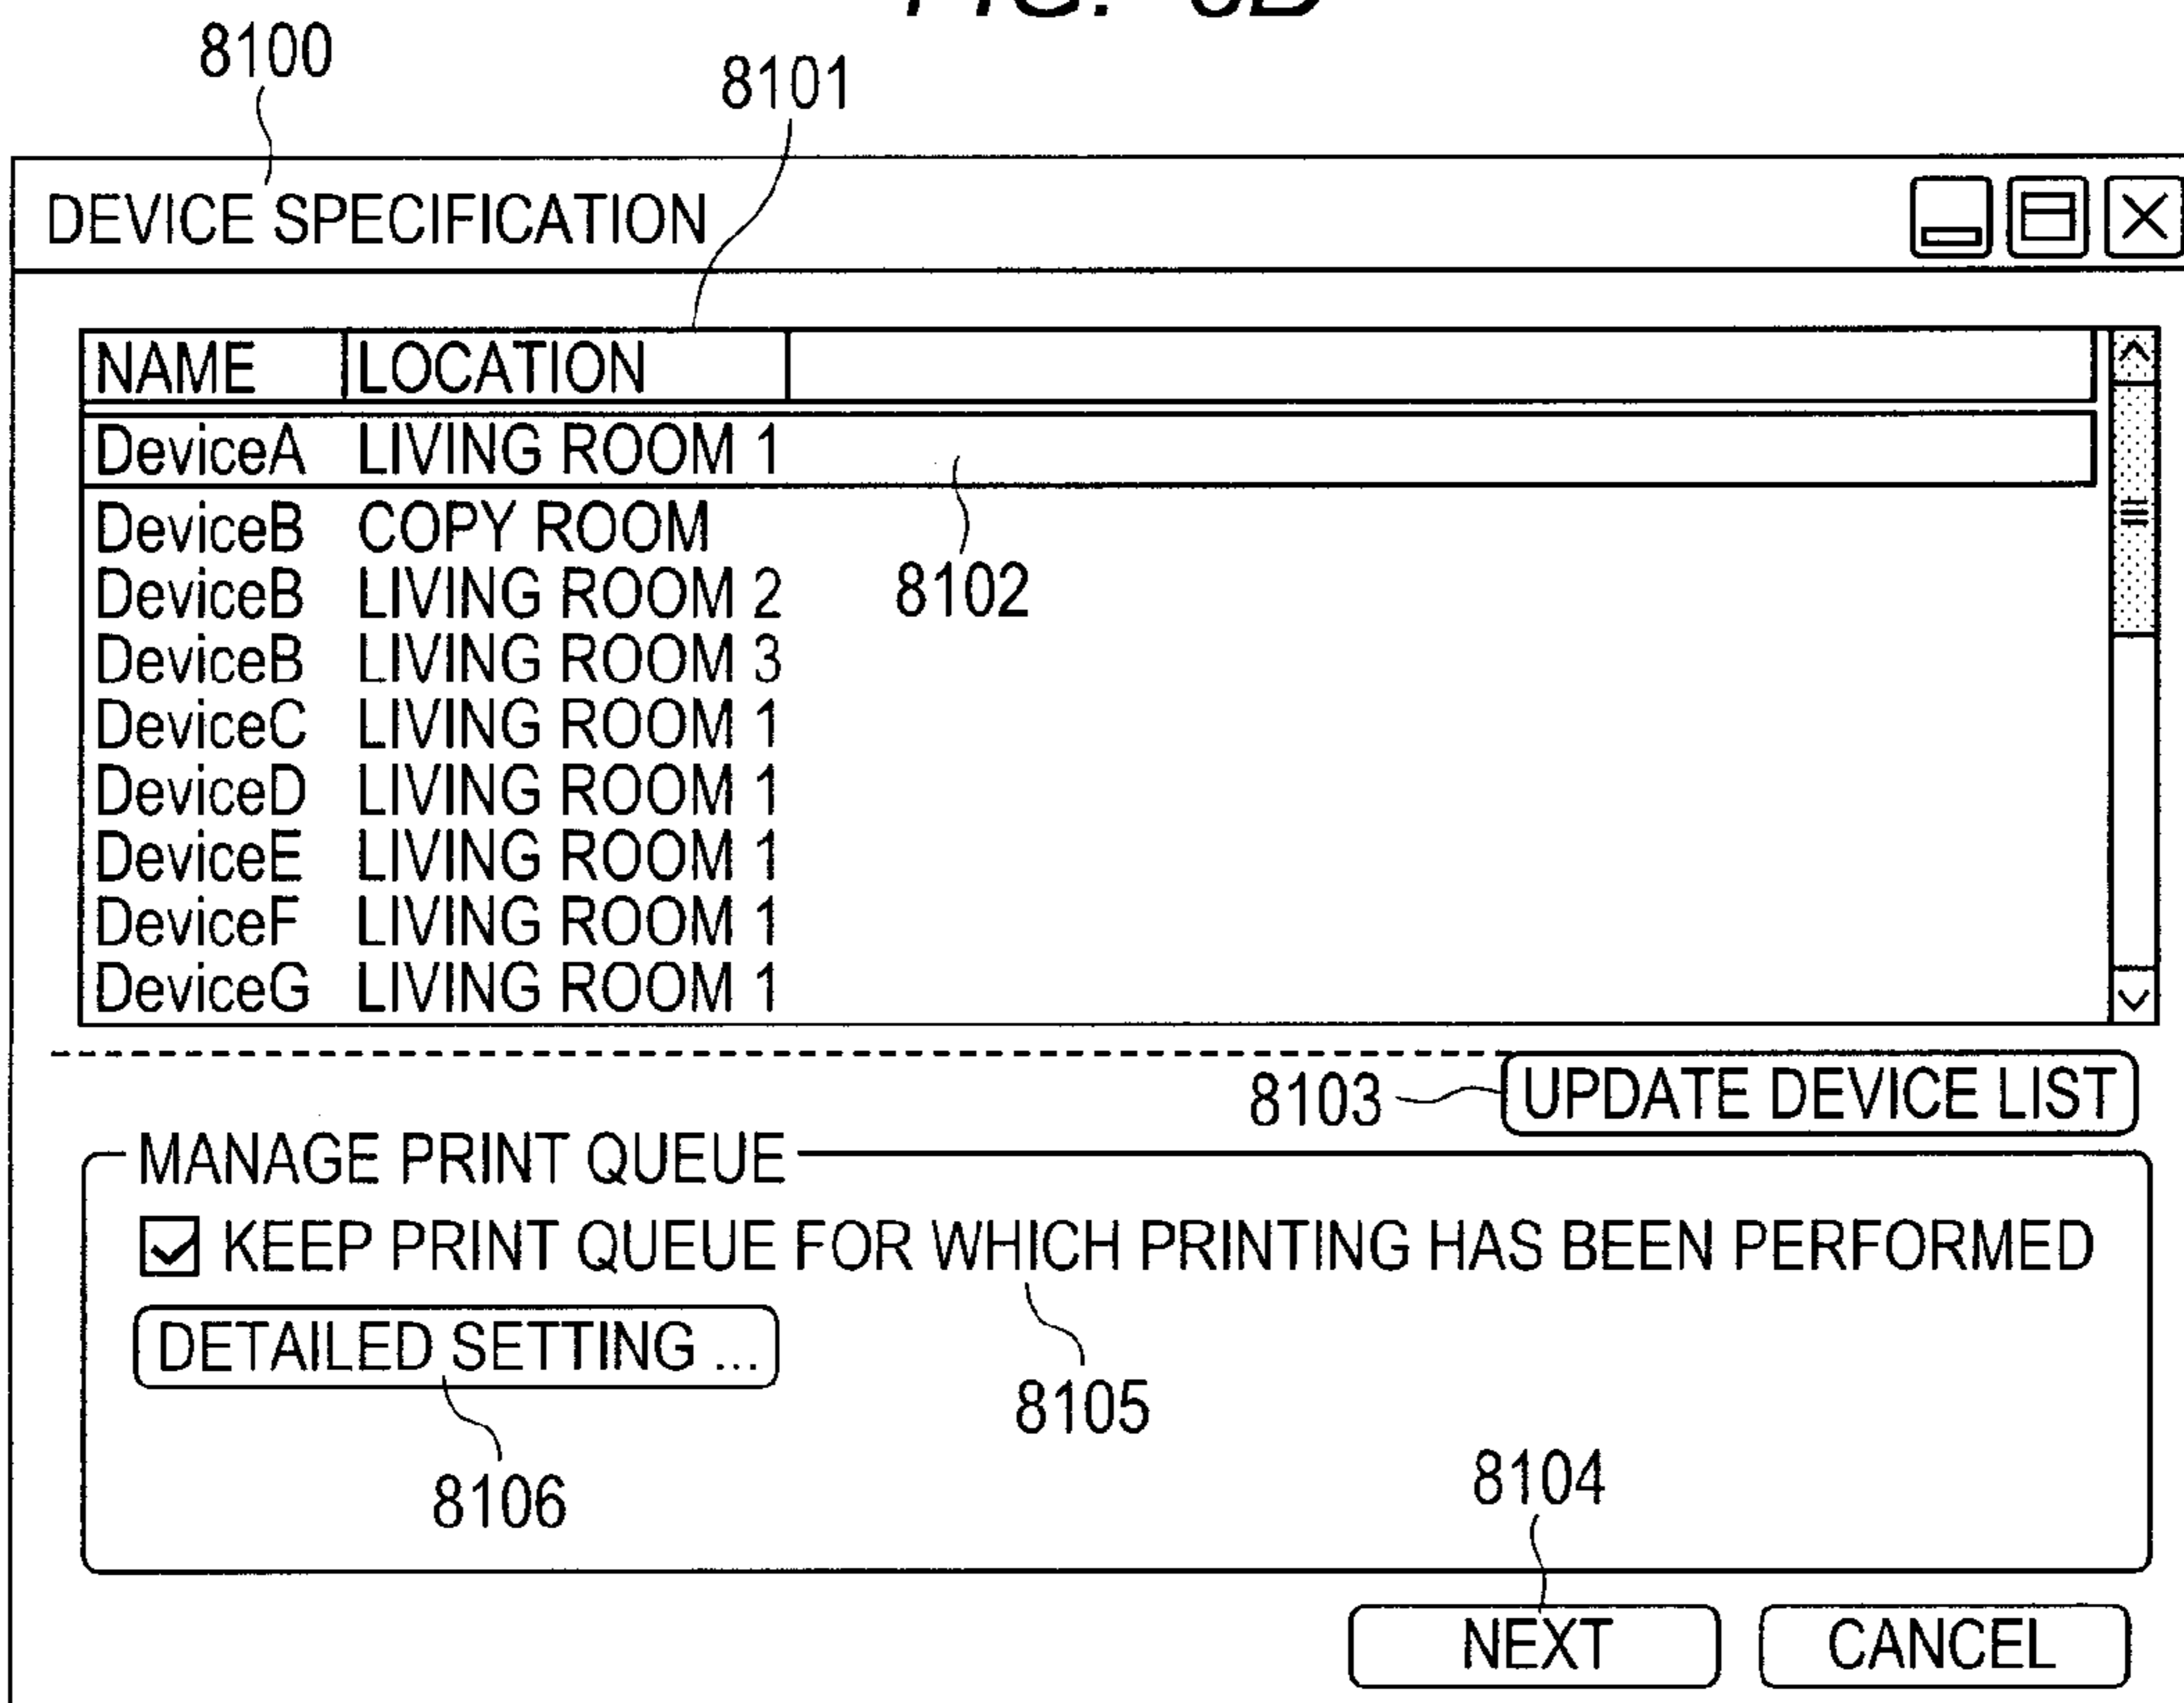 8100
8101
DEVICE SPECIFICATION
NAME LOCATION
DeviceA LIVING ROOM 1
DeviceB COPY ROOM
8102
DeviceB LIVING ROOM 2
DeviceB LIVING ROOM 3
DeviceC LIVING ROOM 1
DeviceD LIVING ROOM 1
DeviceE LIVING ROOM 1
DeviceF LIVING ROOM 1
DeviceG LIVING ROOM 1
8103 UPDATE DEVICE LIST
MANAGE PRINT QUEUE
KEEP PRINT QUEUE FOR WHICH PRINTING HAS BEEN PERFORMED
DETAILED SETTING ...
8105
8106
8104
NEXT CANCEL